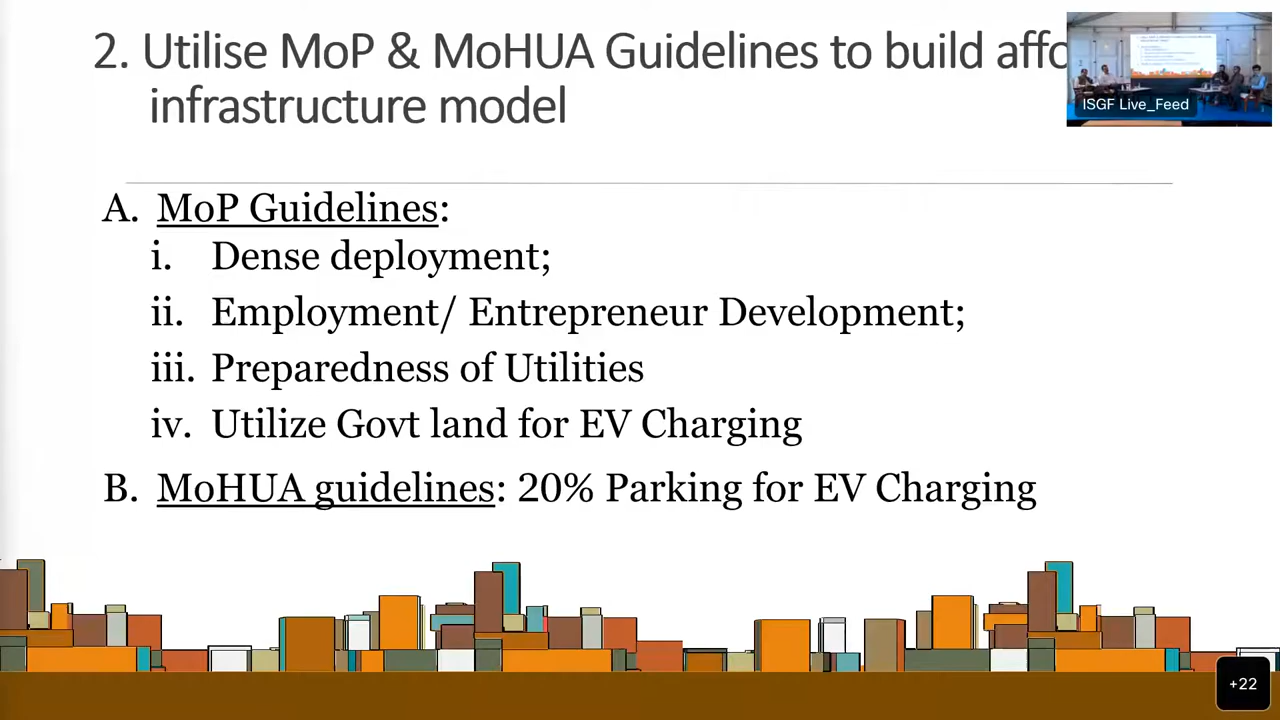 2. Utilise MoP & MoHUA Guidelines to build
infrastructure model
ISGF Live_Feed
A. MoP Guidelines:
i. Dense deployment;
ii. Employment/ Entrepreneur Development;
iii. Preparedness of Utilities
iv. Utilize Govt land for EV Charging
B. MoHUA guidelines: 20% Parking for EV Charging
+22